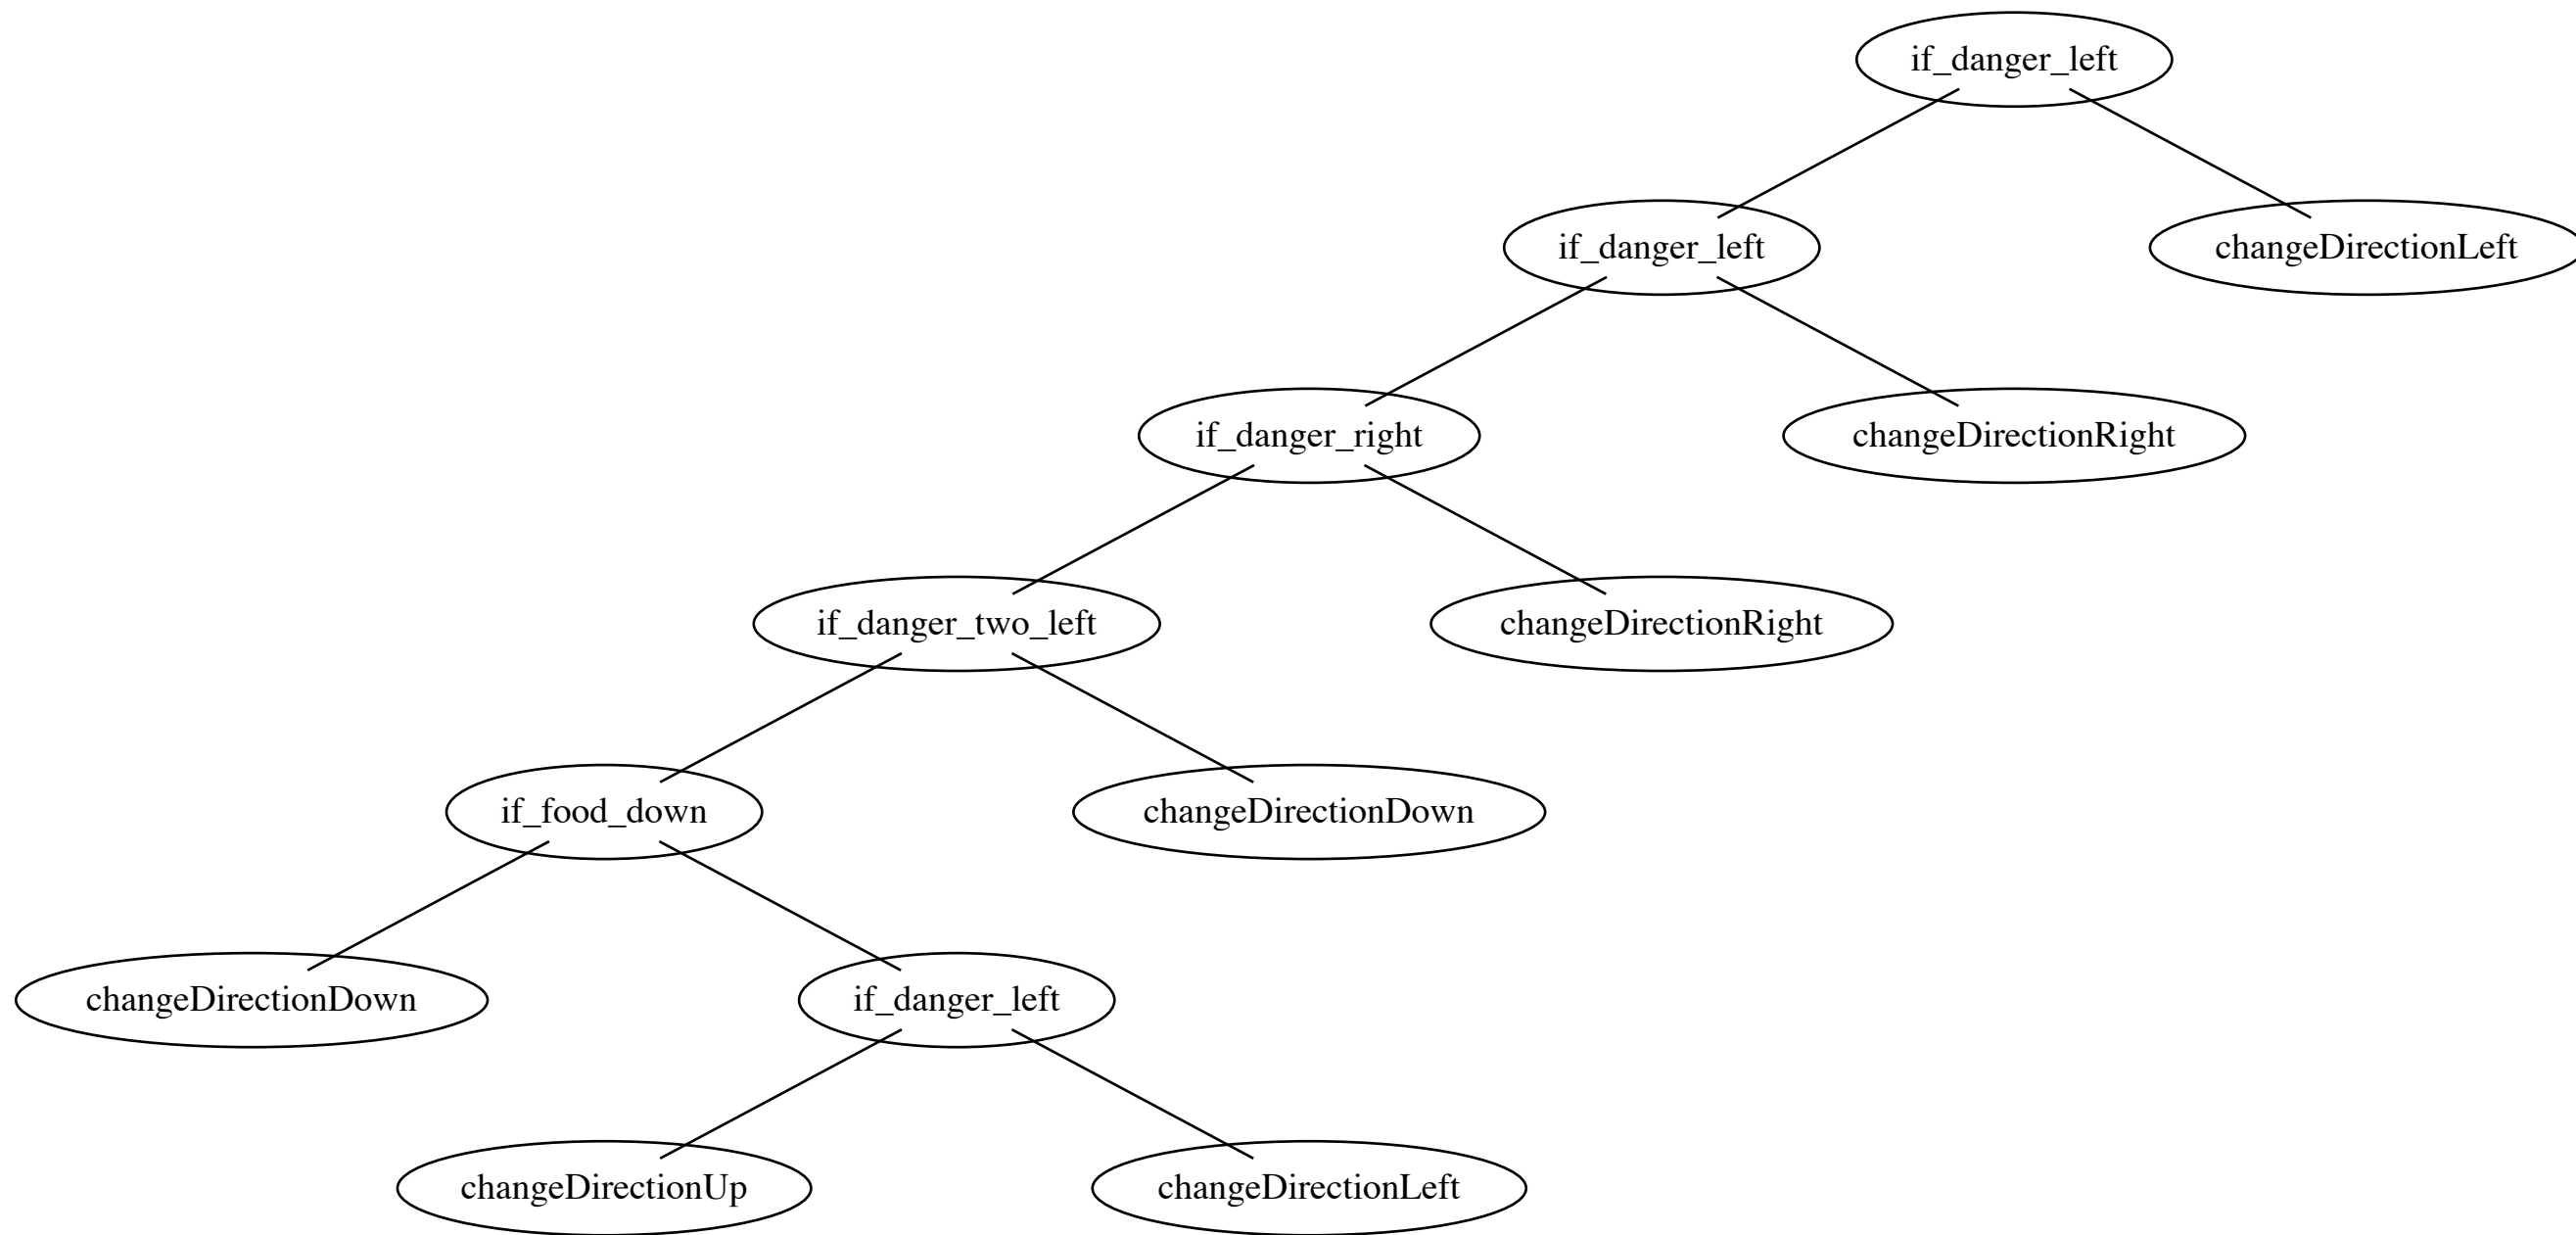 if_danger_left
if_danger_left
changeDirectionLeft
if_danger_right
changeDirectionRight
if_danger_two_left
changeDirectionRight
if_food_down
changeDirectionDown
changeDirectionDown
if_danger_left
changeDirectionUp
changeDirectionLeft